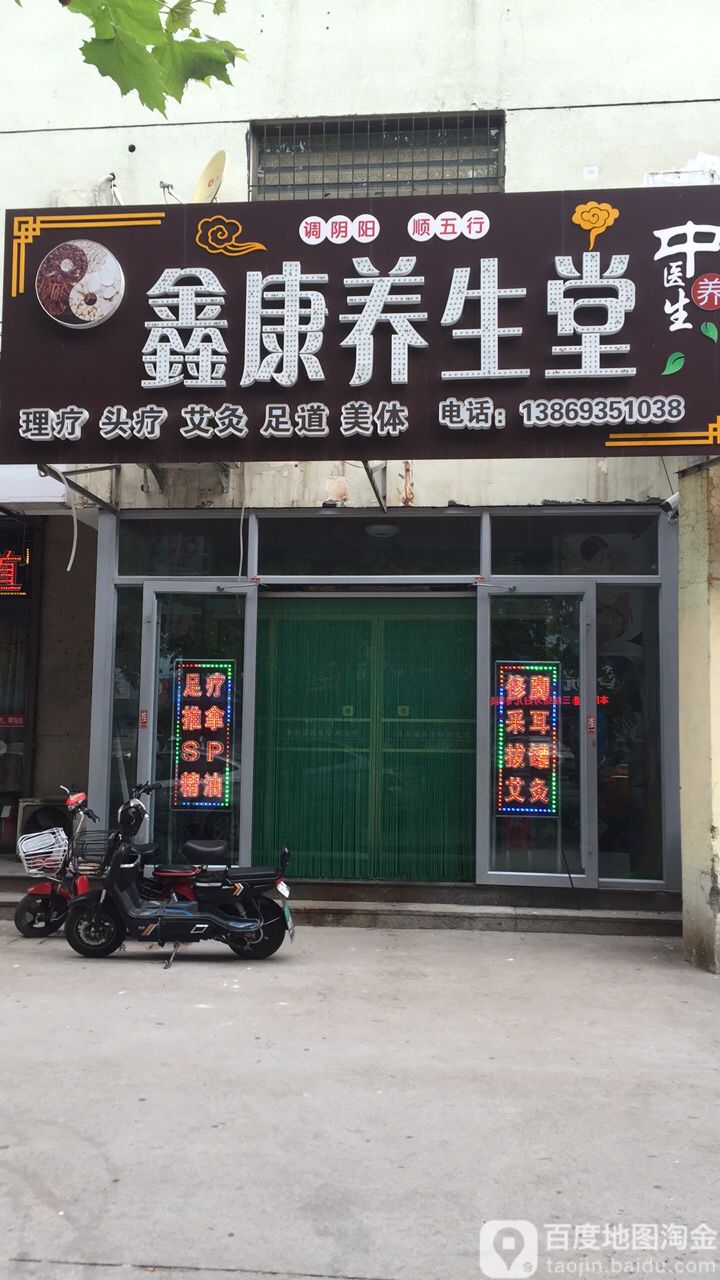 调阴阳 顺五行
鑫康养生堂
中医
养生
理疗 头疗 艾灸 足道 美体 电话：13869351038
足疗
推拿
SP
精油
修脚
采耳
拔罐
艾灸
百度地图淘金
taojin.baidu.com